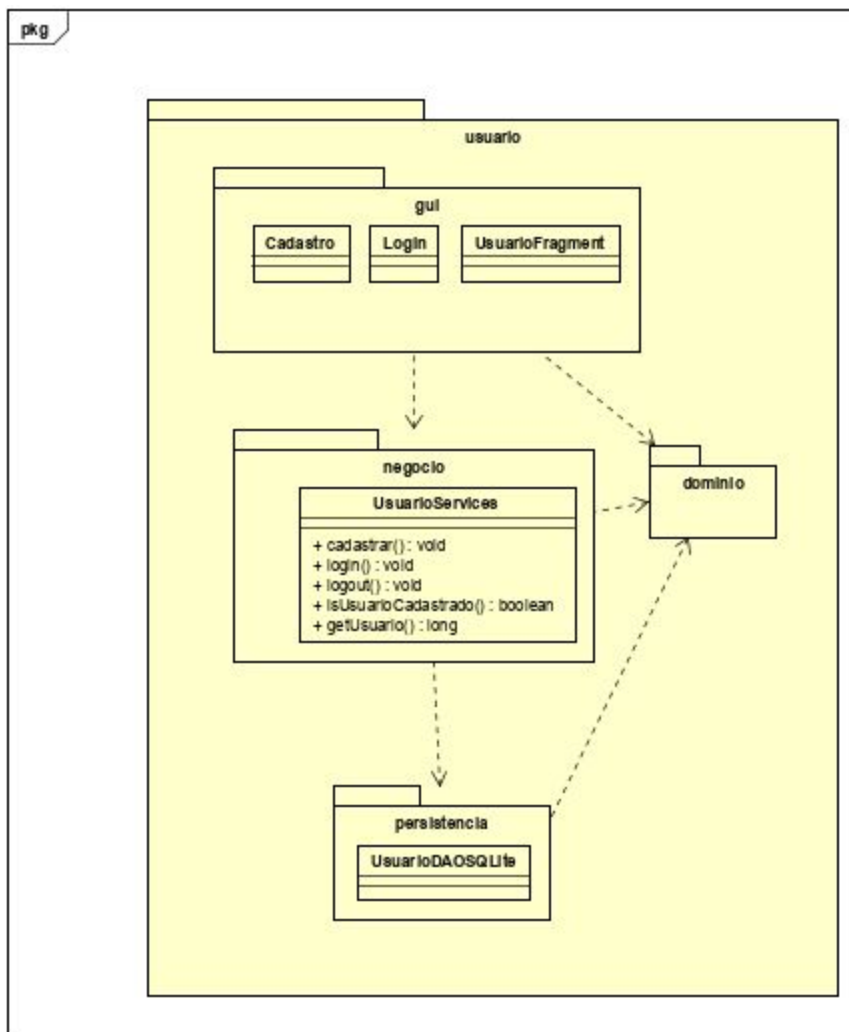 pkg
usuario
gui
Cadastro
Login
UsuarioFragment
negocio
UsuarioServices
+ cadastrar() : void
+ login() : void
+ logout() : void
+ isUsuarioCadastrado() : boolean
+ getUsuario() : long
dominio
persistencia
UsuarioDAOSQLite